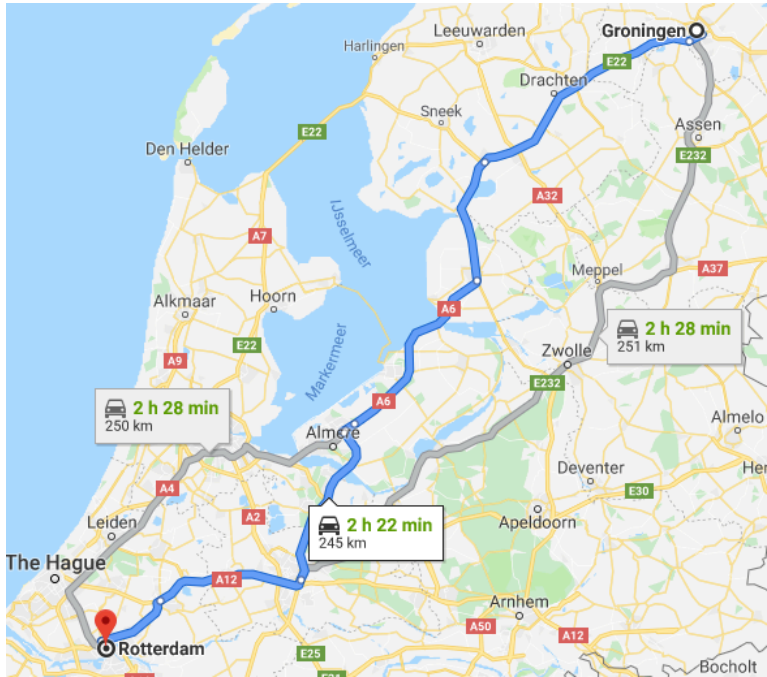 Groningen
Leeuwarden
Harlingen
E22
Drachten
Sneek
Assen
E22
Den Helder
E232
A32
IJsselmeer
A7
Meppel
A37
Alkmaar
Hoorn
A6
2 h 28 min
251 km
Markermeer
E22
A9
Zwolle
E232
A6
2 h 28 min
250 km
Almelo
Almere
Deventer
Hen
A4
E30
A2
Leiden
2 h 22 min
245 km
Apeldoorn
The Hague
A12
Arnhem
A50
A12
Rotterdam
E25
Bocholt
E31